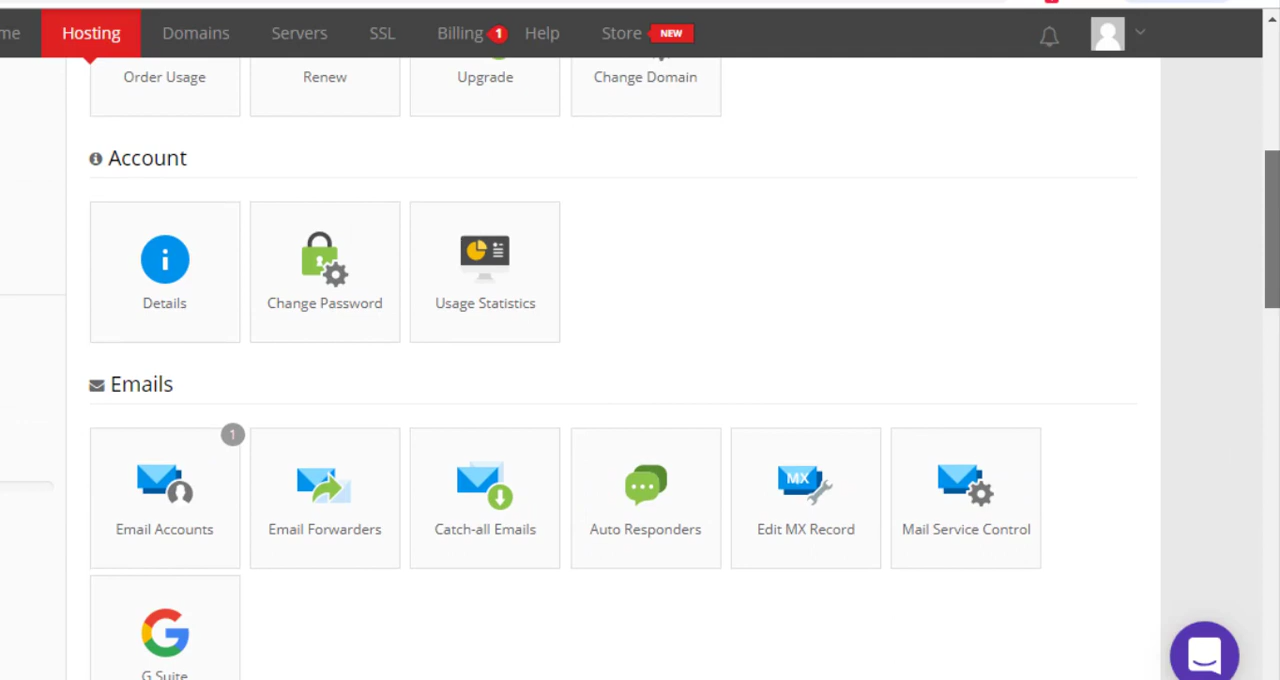 me Hosting Domains Servers SSL Billing 1 Help Store NEW
Order Usage Renew Upgrade Change Domain
Account
Details Change Password Usage Statistics
Emails
1
MX
Email Accounts Email Forwarders Catch-all Emails Auto Responders Edit MX Record Mail Service Control
G Suite